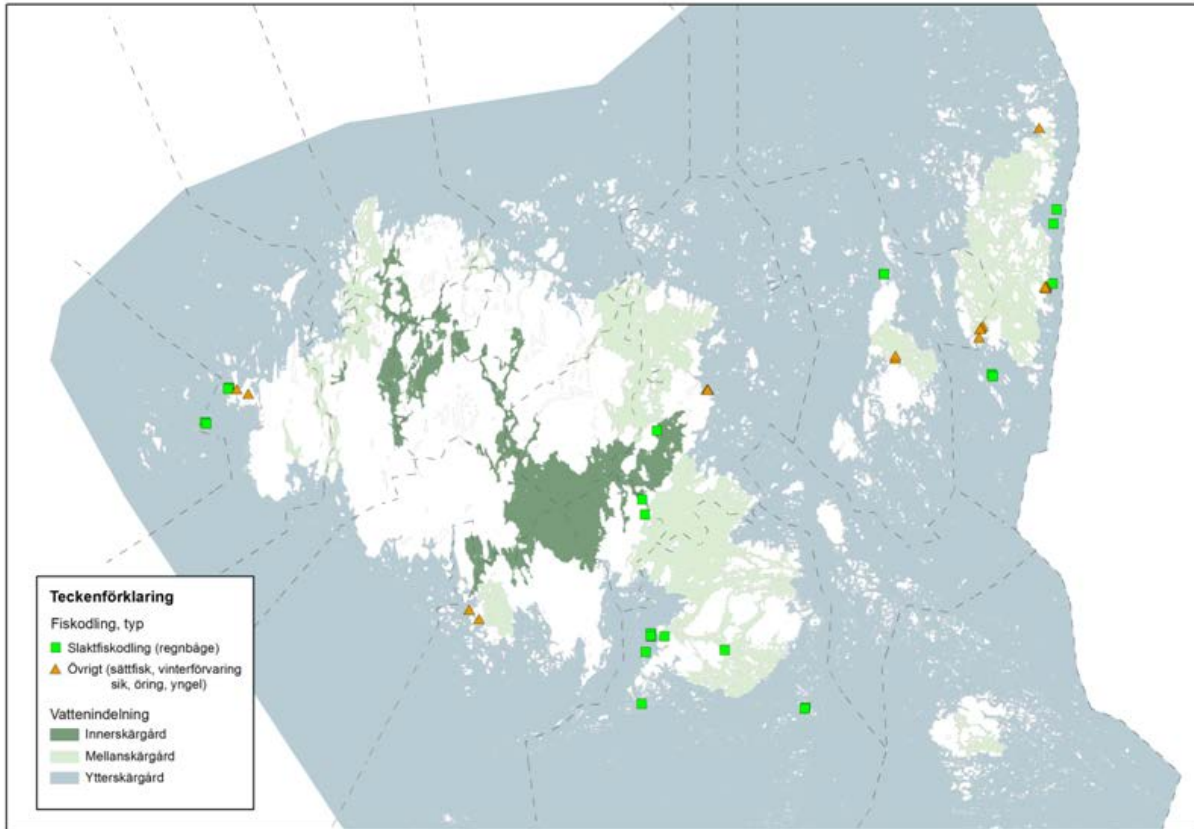 Teckenförklaring
Fiskodling, typ
Slaktfiskodling (regnbåge)
Övrigt (sättfisk, vinterförvaring
sik, öring, yngel)
Vattenindelning
Innerskärgård
Mellanskärgård
Ytterskärgård